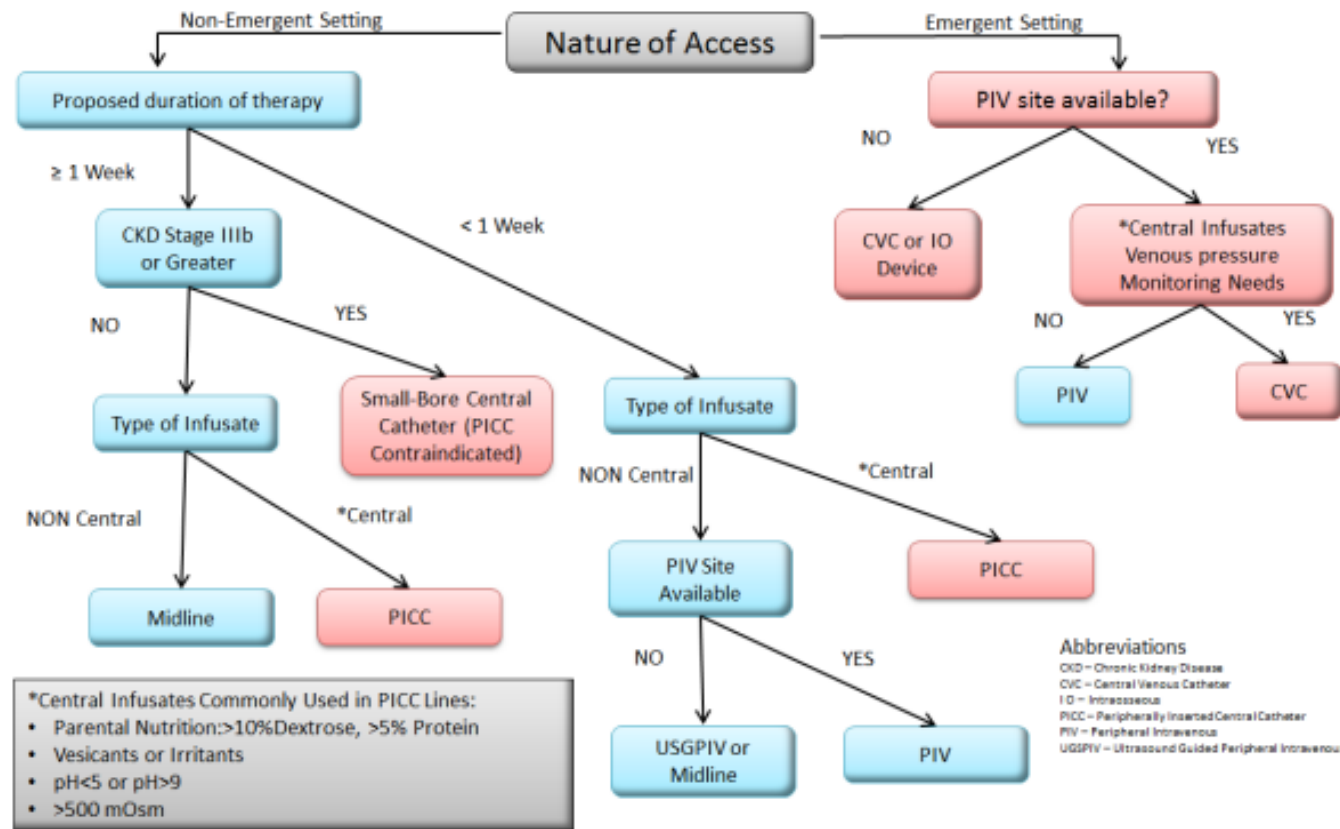 Non-Emergent Setting
Nature of Access
Emergent Setting
Proposed duration of therapy
PIV site available?
NO
YES
≥ 1 Week
< 1 Week
CKD Stage IIIb
or Greater
CVC or IO
Device
*Central Infusates
Venous pressure
Monitoring Needs
NO
YES
NO
YES
Type of Infusate
Small-Bore Central
Catheter (PICC
Contraindicated)
Type of Infusate
PIV
CVC
NON Central
*Central
NON Central
*Central
Midline
PICC
PIV Site
Available
PICC
NO
YES
USGPIV or
Midline
PIV
*Central Infusates Commonly Used in PICC Lines:
• Parental Nutrition:>10%Dextrose, >5% Protein
• Vesicants or Irritants
• pH<5 or pH>9
• >500 mOsm
Abbreviations
CKD – Chronic Kidney Disease
CVC – Central Venous Catheter
IO – Intraosseous
PICC – Peripherally Inserted Central Catheter
PIV – Peripheral Intravenous
UGSPIV – Ultrasound Guided Peripheral Intravenou